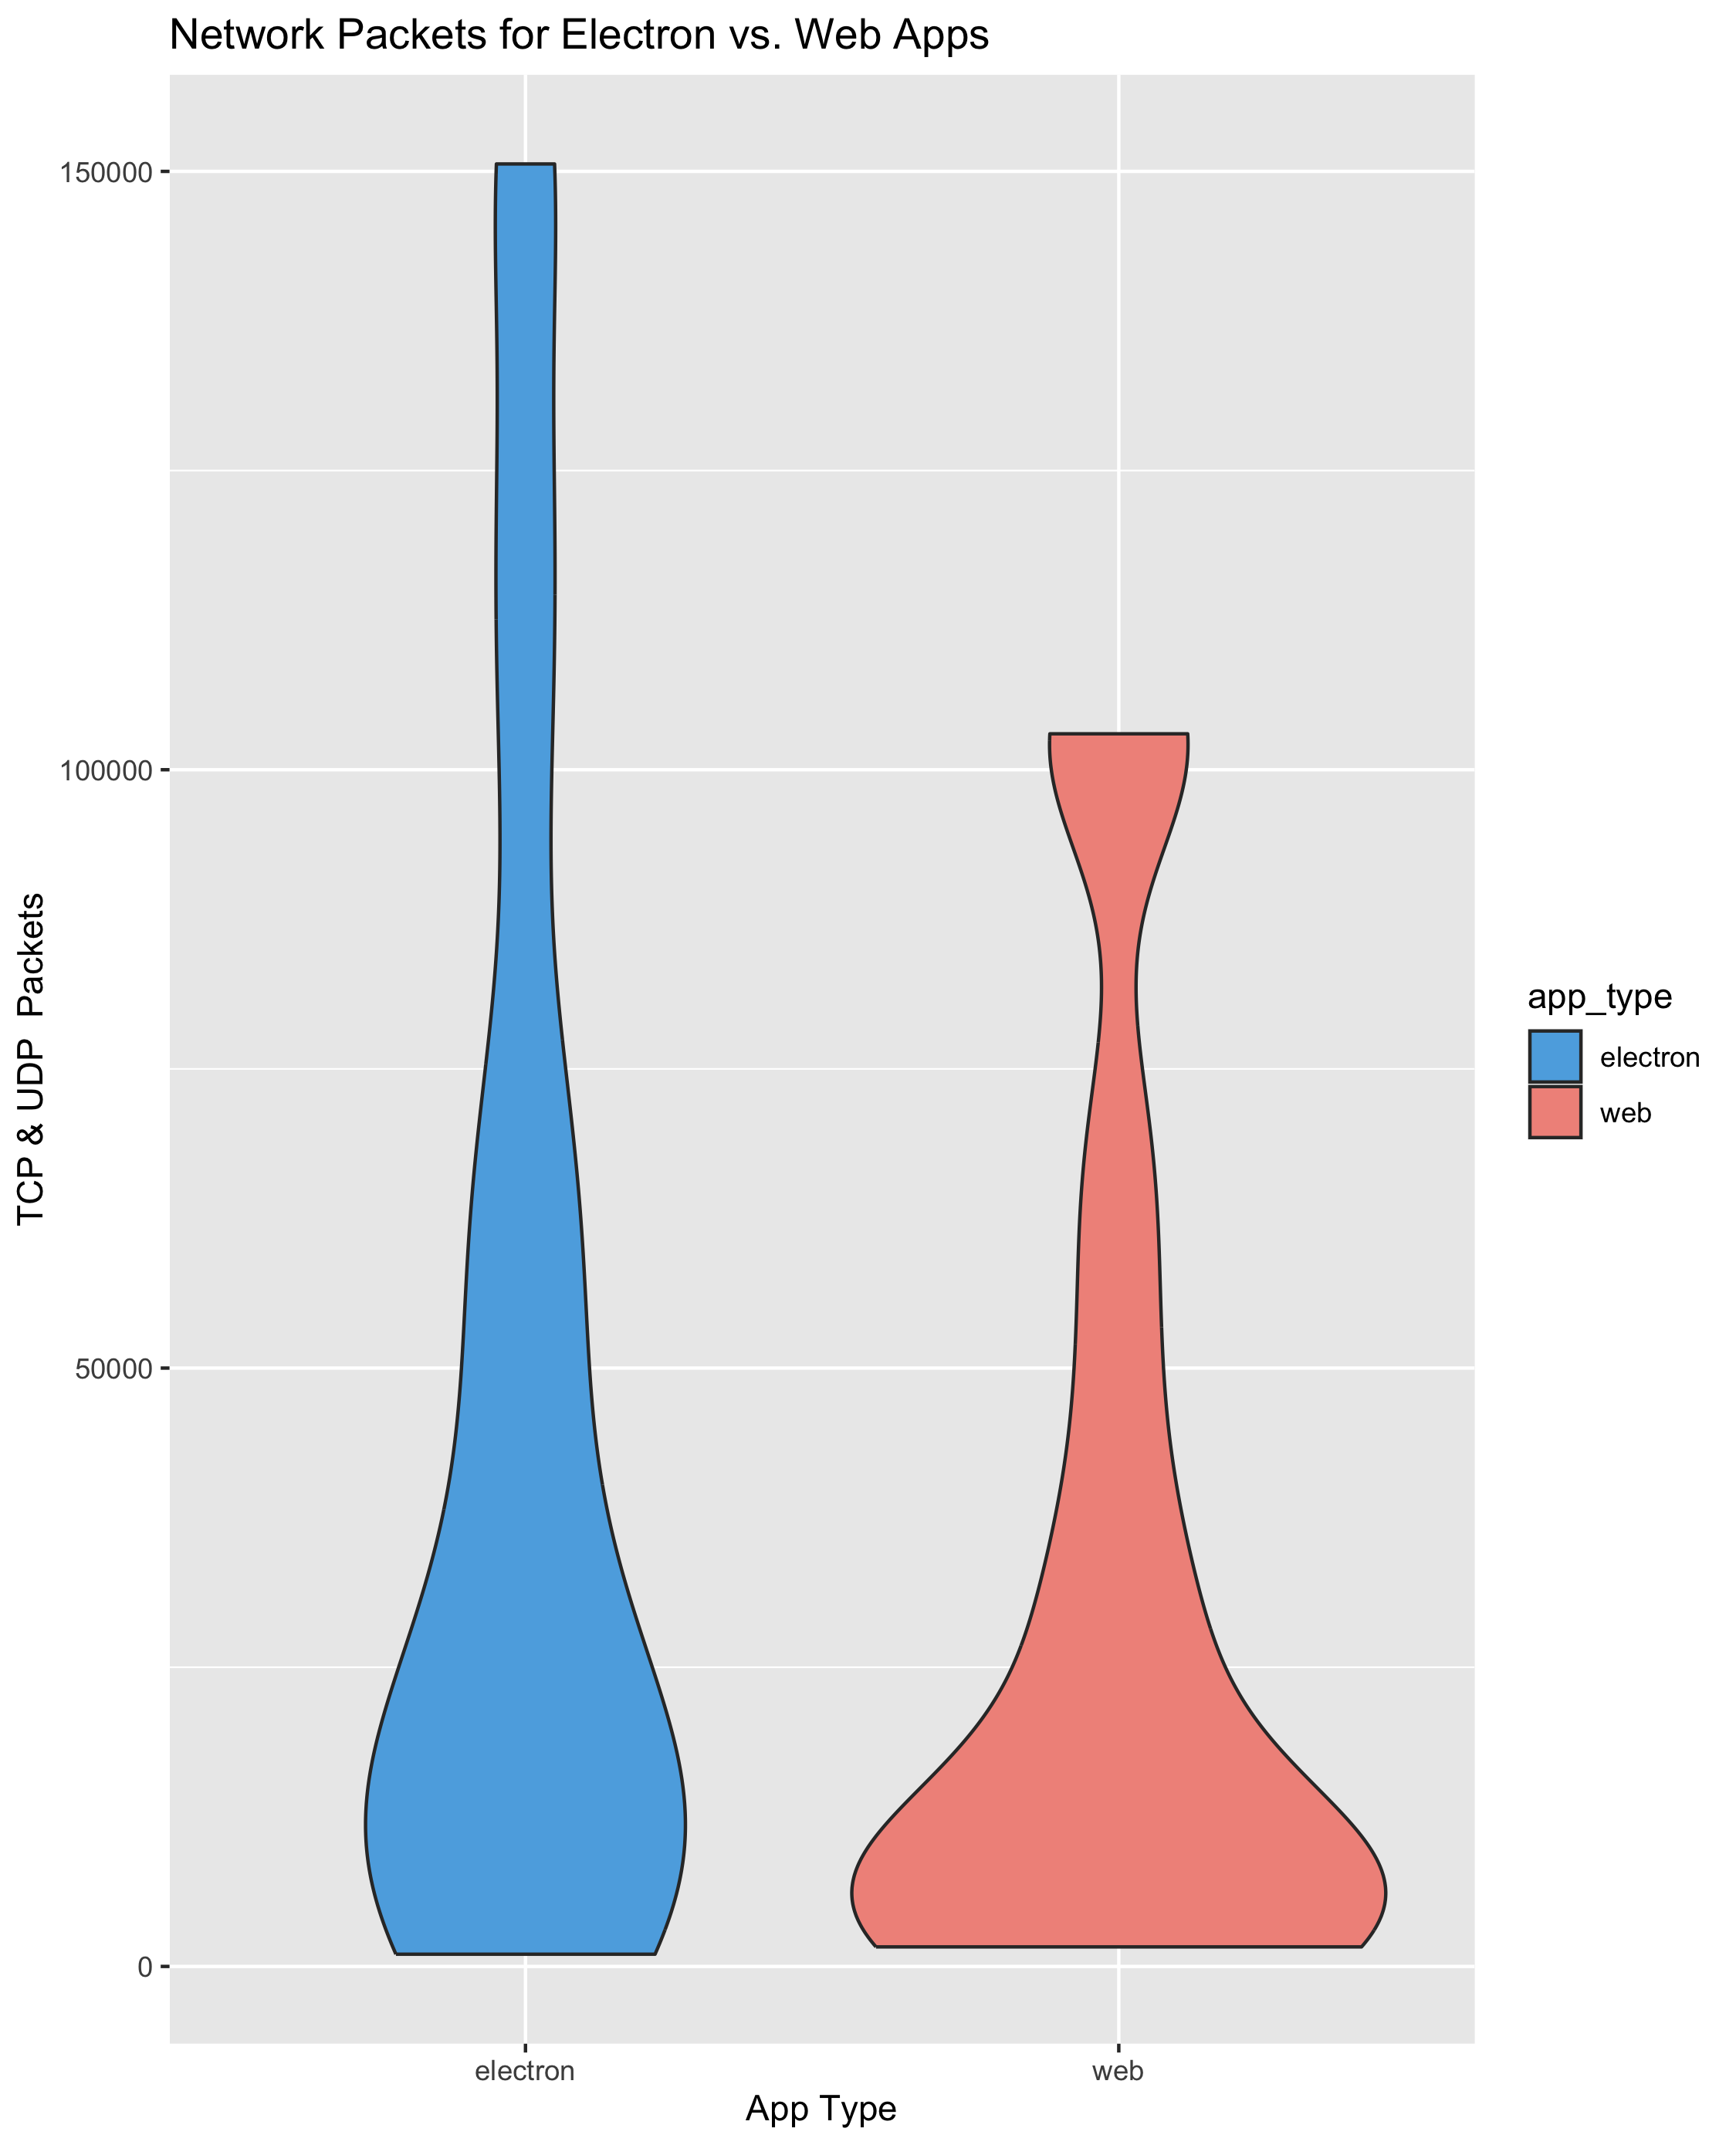 Network Packets for Electron vs. Web Apps
TCP & UDP  Packets
150000
100000
50000
0
electron
web
App Type
app_type
electron
web